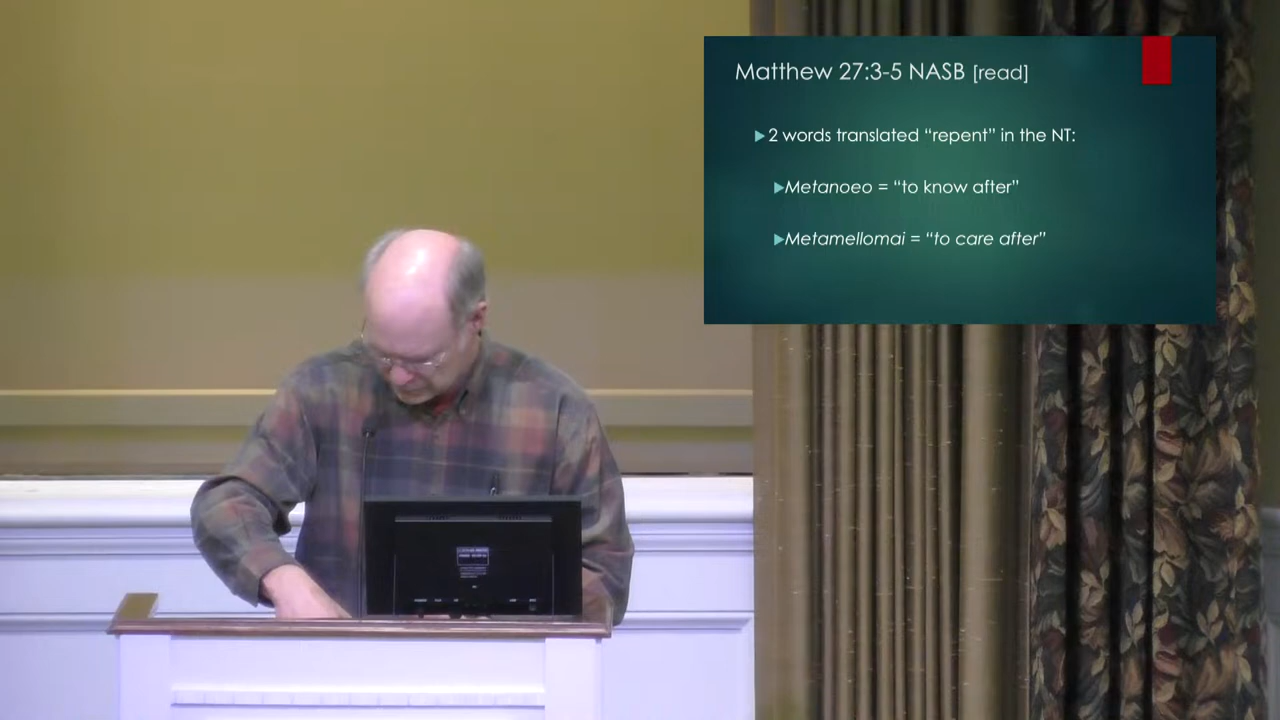 Matthew 27:3-5 NASB [read]
2 words translated “repent” in the NT:
Metanoeo = “to know after”
Metamellomai = “to care after”